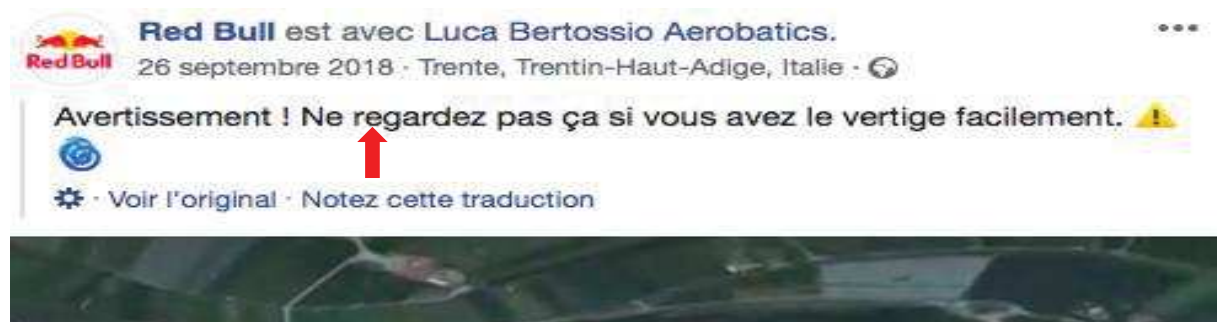 Red Bull est avec Luca Bertossio Aerobatics.
Red Bull
26 septembre 2018 · Trente, Trentin-Haut-Adige, Italie ·
Avertissement ! Ne regardez pas ça si vous avez le vertige facilement. ⚠️
🌀
· Voir l'original · Notez cette traduction